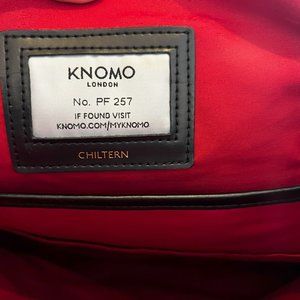 KNOMO
LONDON
No. PF 257
IF FOUND VISIT
KNOMO.COM/MYKNOMO
CHILTERN